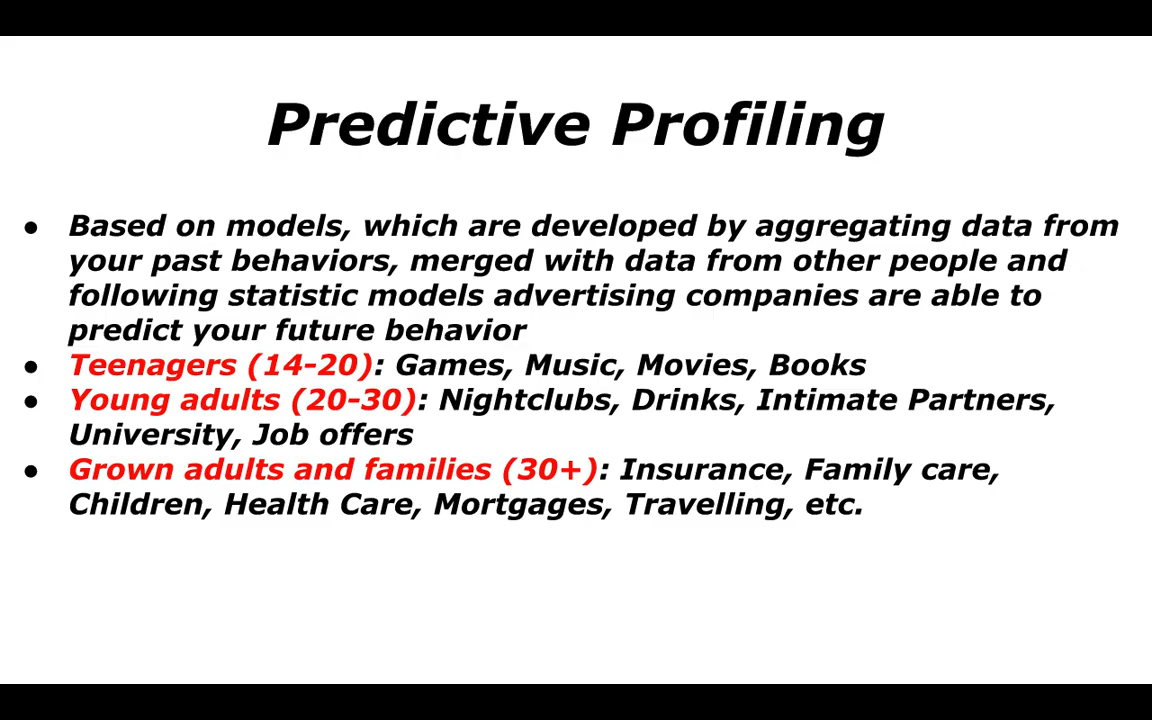 Predictive Profiling
● Based on models, which are developed by aggregating data from
your past behaviors, merged with data from other people and
following statistic models advertising companies are able to
predict your future behavior
● Teenagers (14-20): Games, Music, Movies, Books
● Young adults (20-30): Nightclubs, Drinks, Intimate Partners,
University, Job offers
● Grown adults and families (30+): Insurance, Family care,
Children, Health Care, Mortgages, Travelling, etc.